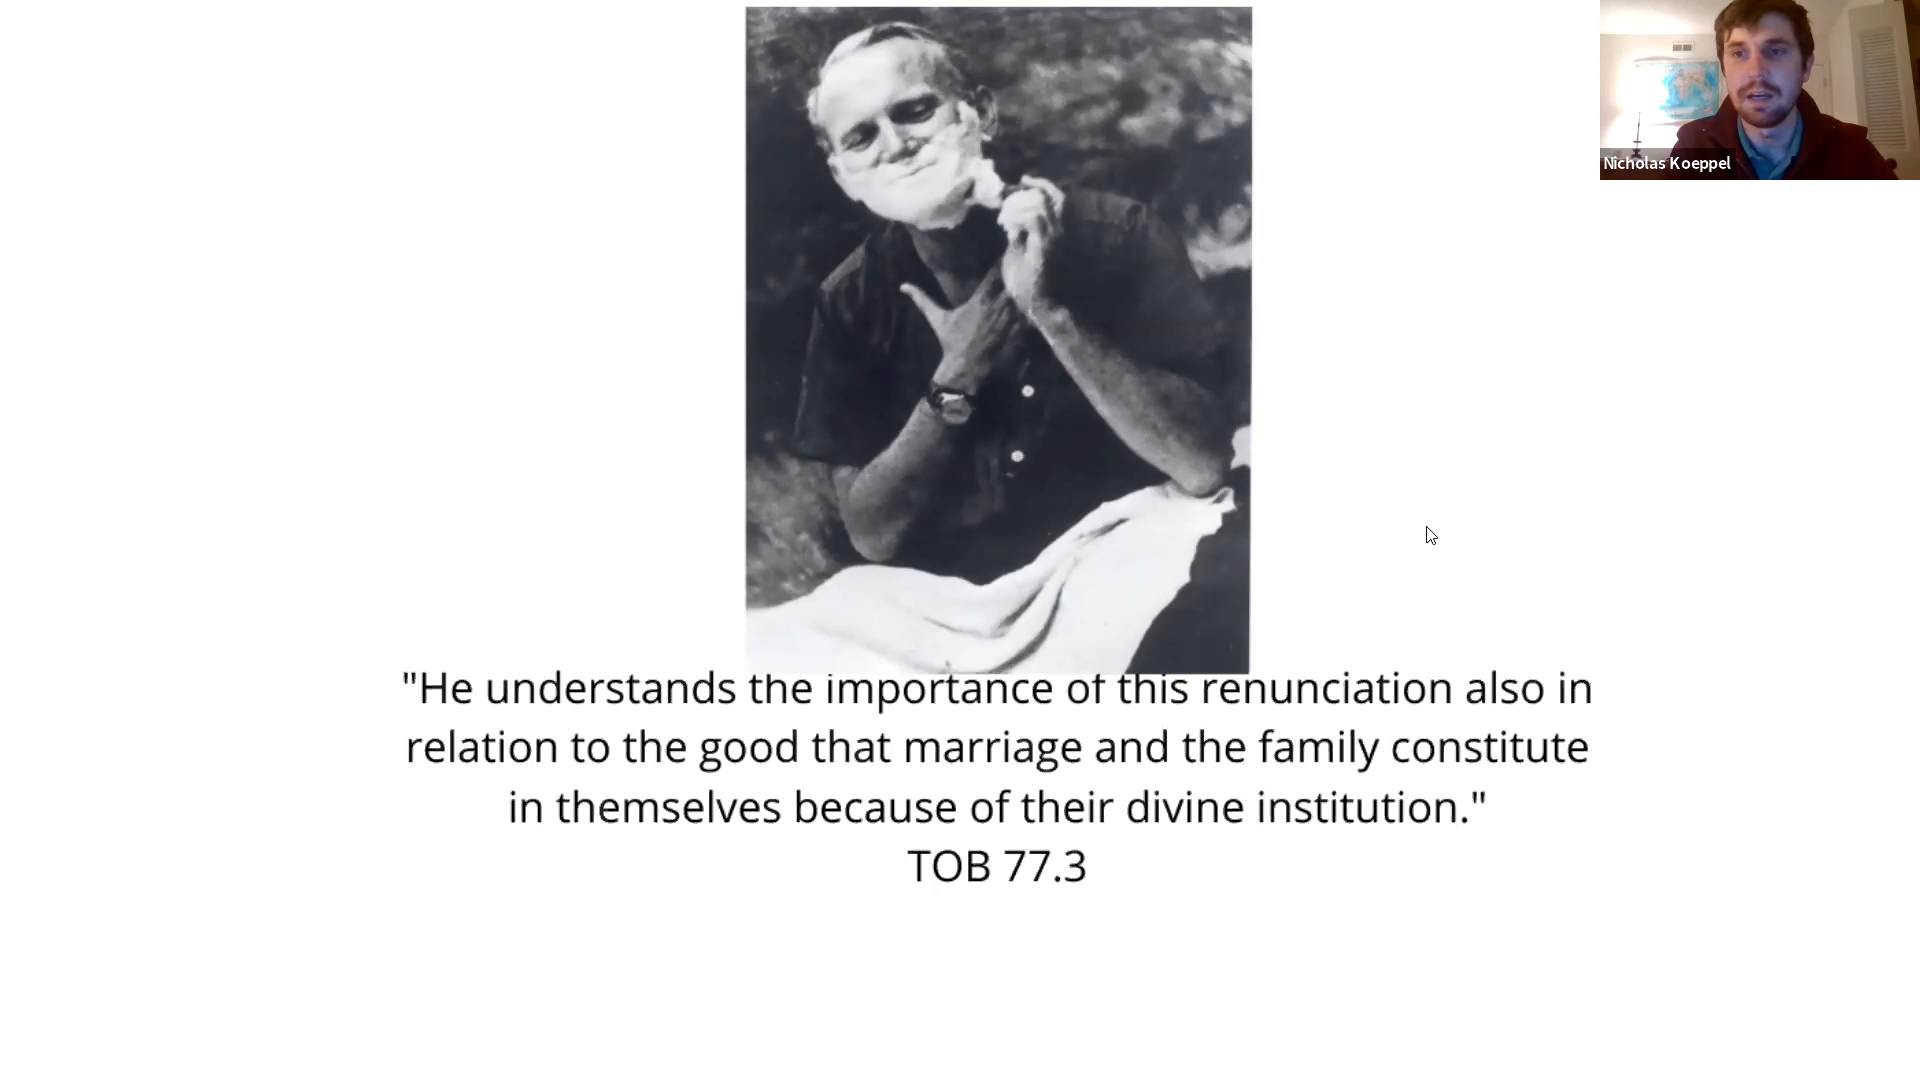 Nicholas Koeppel
"He understands the importance of this renunciation also in
relation to the good that marriage and the family constitute
in themselves because of their divine institution."
TOB 77.3